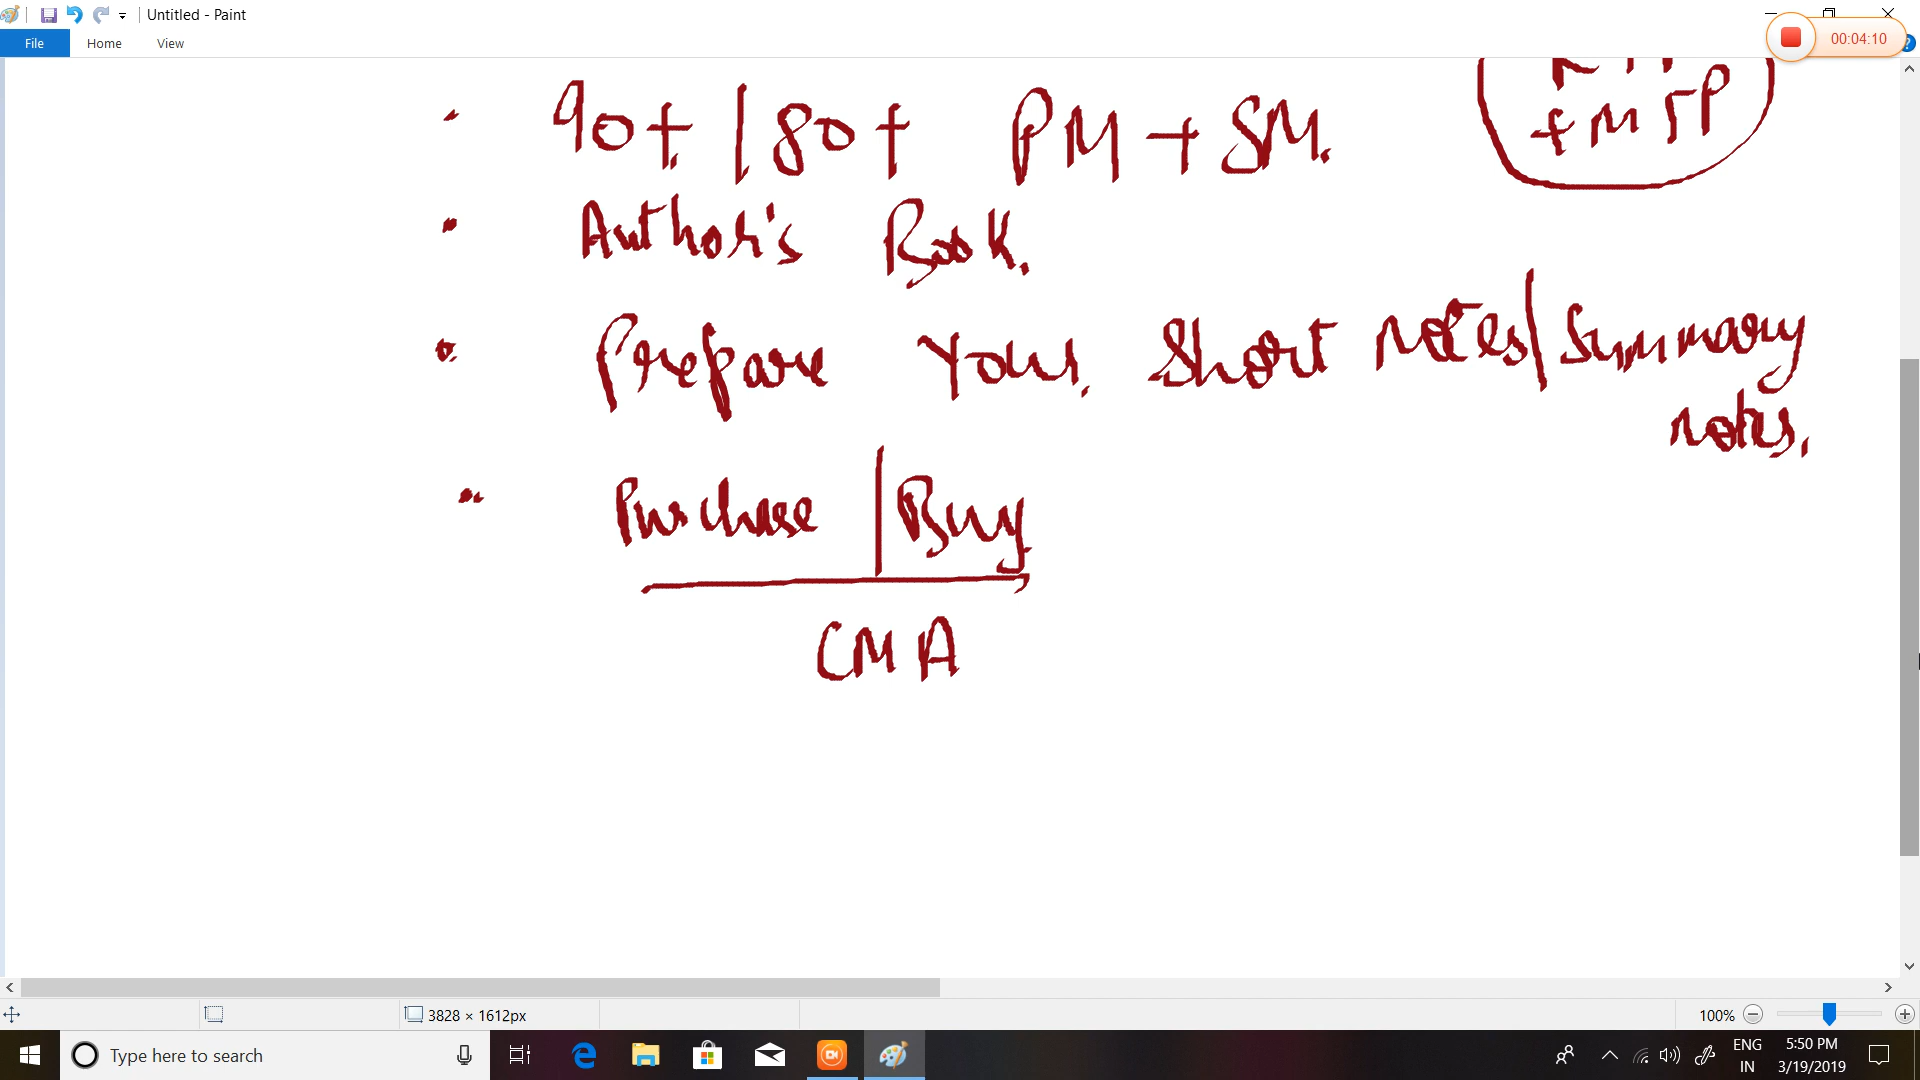 Untitled - Paint
00:04:10
File Home View
+ M TP
90+ | 80+ PM + SM.
Author's Book.
Prepare Your Short notes | Summary
notes.
Purchase | Buy
CMA
3828 × 1612px
100%
Type here to search
ENG
IN
5:50 PM
3/19/2019